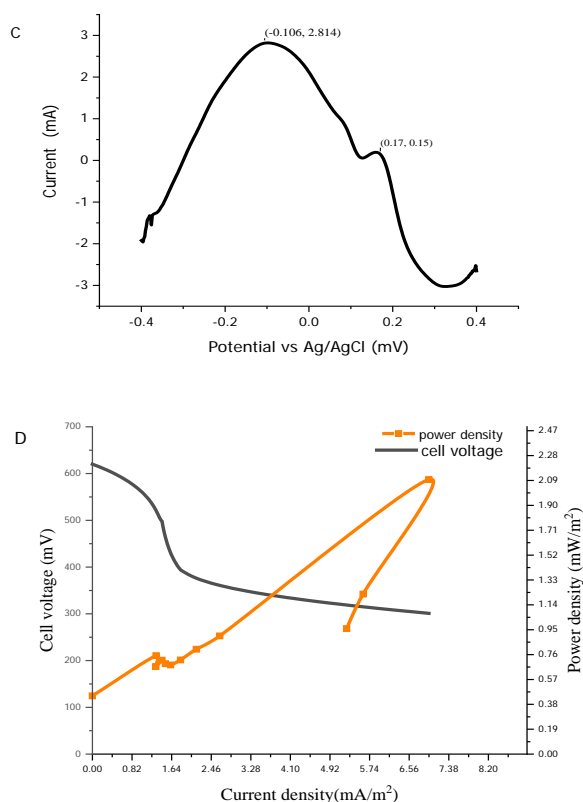 C
(-0.106, 2.814)
(0.17, 0.15)
3
2
1
0
-1
-2
-3
Current (mA)
-0.4 -0.2 0.0 0.2 0.4
Potential vs Ag/AgCl (mV)
D
power density
cell voltage
700
600
500
400
300
200
100
0
Cell voltage (mV)
2.47
2.28
2.09
1.90
1.71
1.52
1.33
1.14
0.95
0.76
0.57
0.38
0.19
0.00
Power density (mW/m²)
0.00 0.82 1.64 2.46 3.28 4.10 4.92 5.74 6.56 7.38 8.20
Current density(mA/m²)